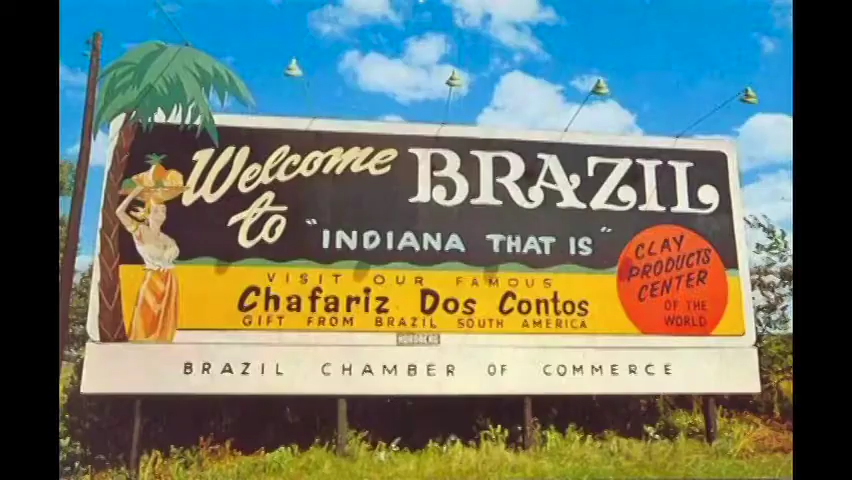 Welcome BRAZIL
to "INDIANA THAT IS"
CLAY
PRODUCTS
CENTER
OF THE
WORLD
VISIT OUR FAMOUS
Chafariz Dos Contos
GIFT FROM BRAZIL SOUTH AMERICA
BRAZIL CHAMBER OF COMMERCE